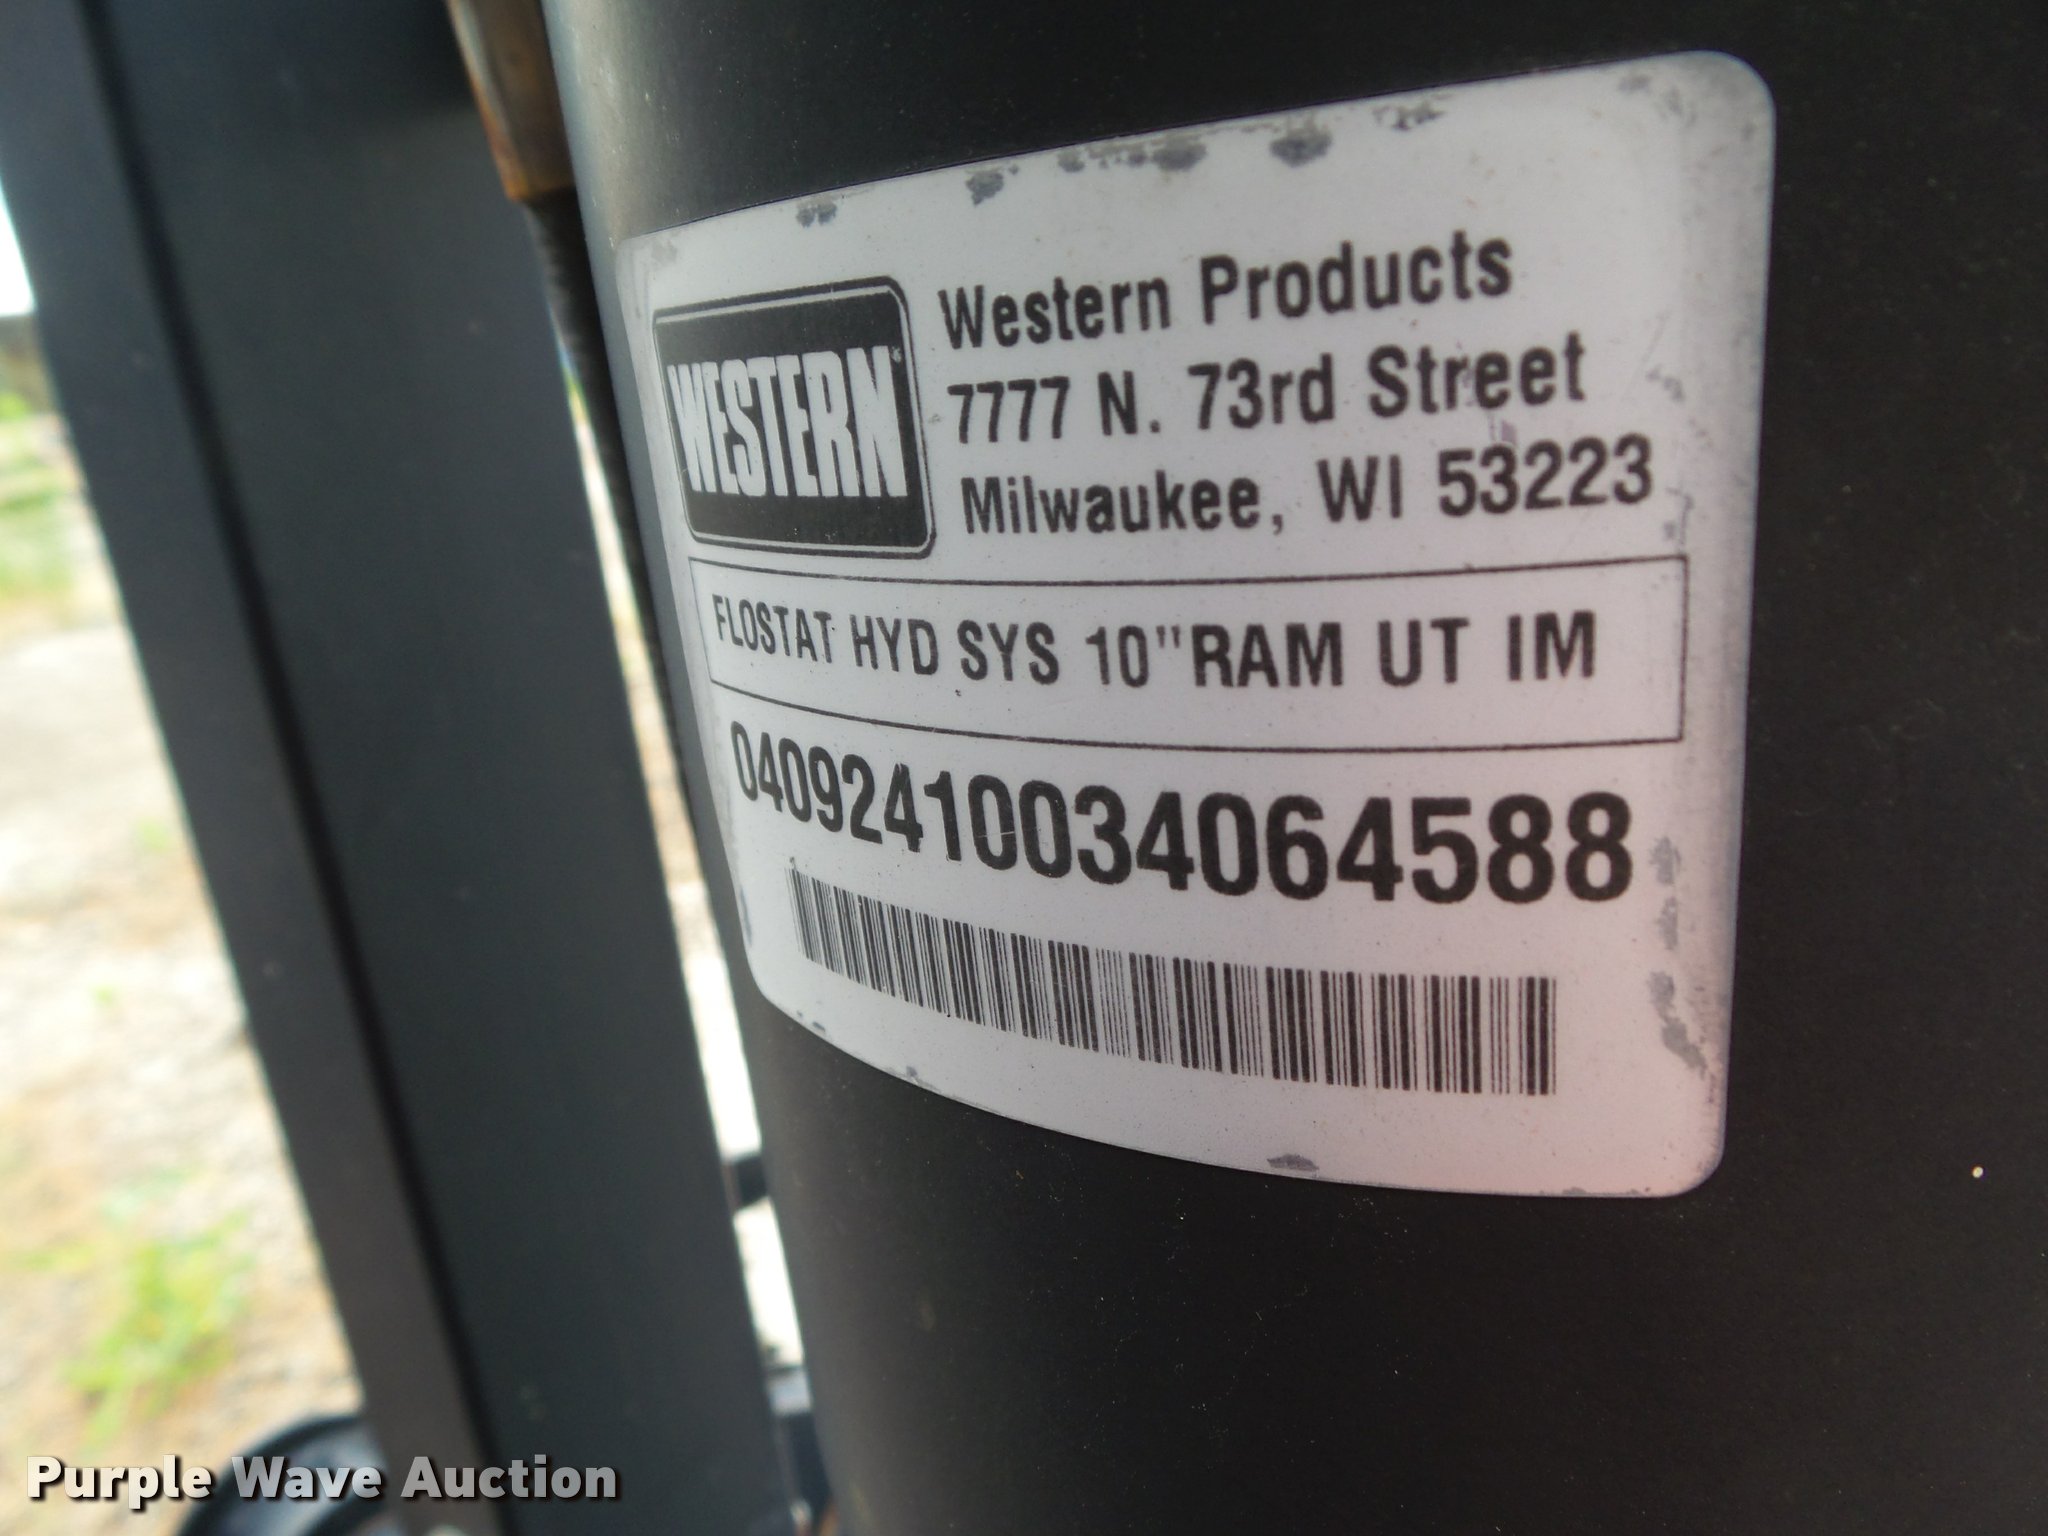 WESTERN
Western Products
7777 N. 73rd Street
Milwaukee, WI 53223
FLOSTAT HYD SYS 10"RAM UT IM
04092410034064588
Purple Wave Auction